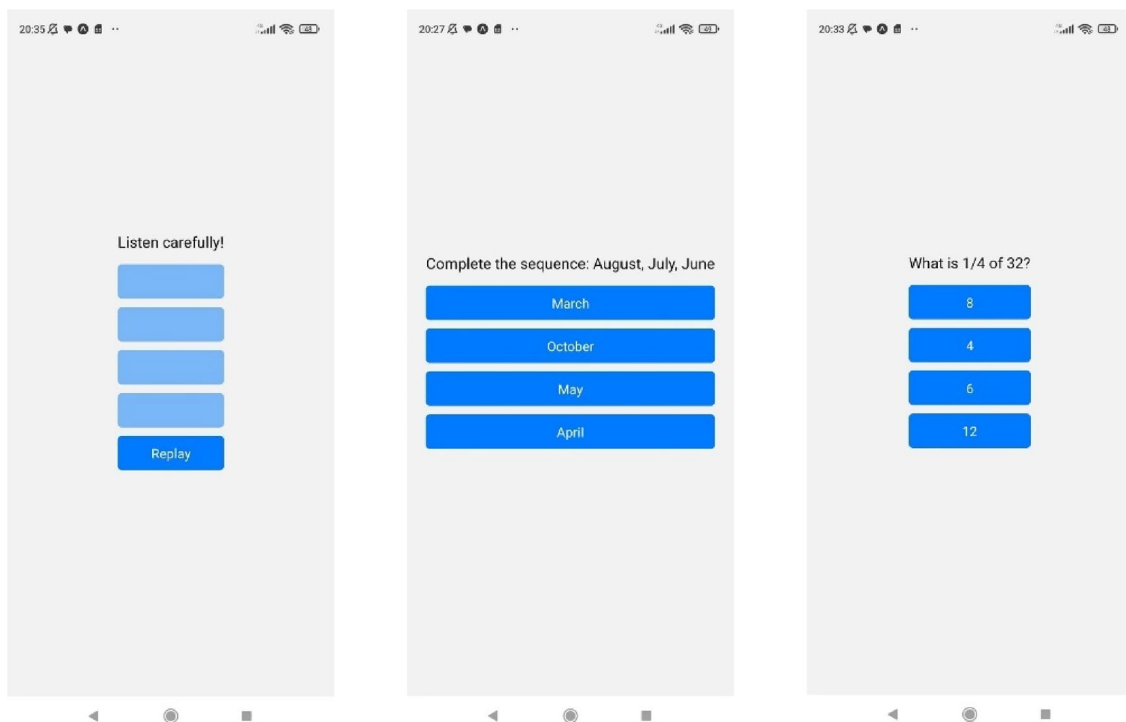 20:35
Listen carefully!
Replay
20:27
Complete the sequence: August, July, June
March
October
May
April
20:33
What is 1/4 of 32?
8
4
6
12